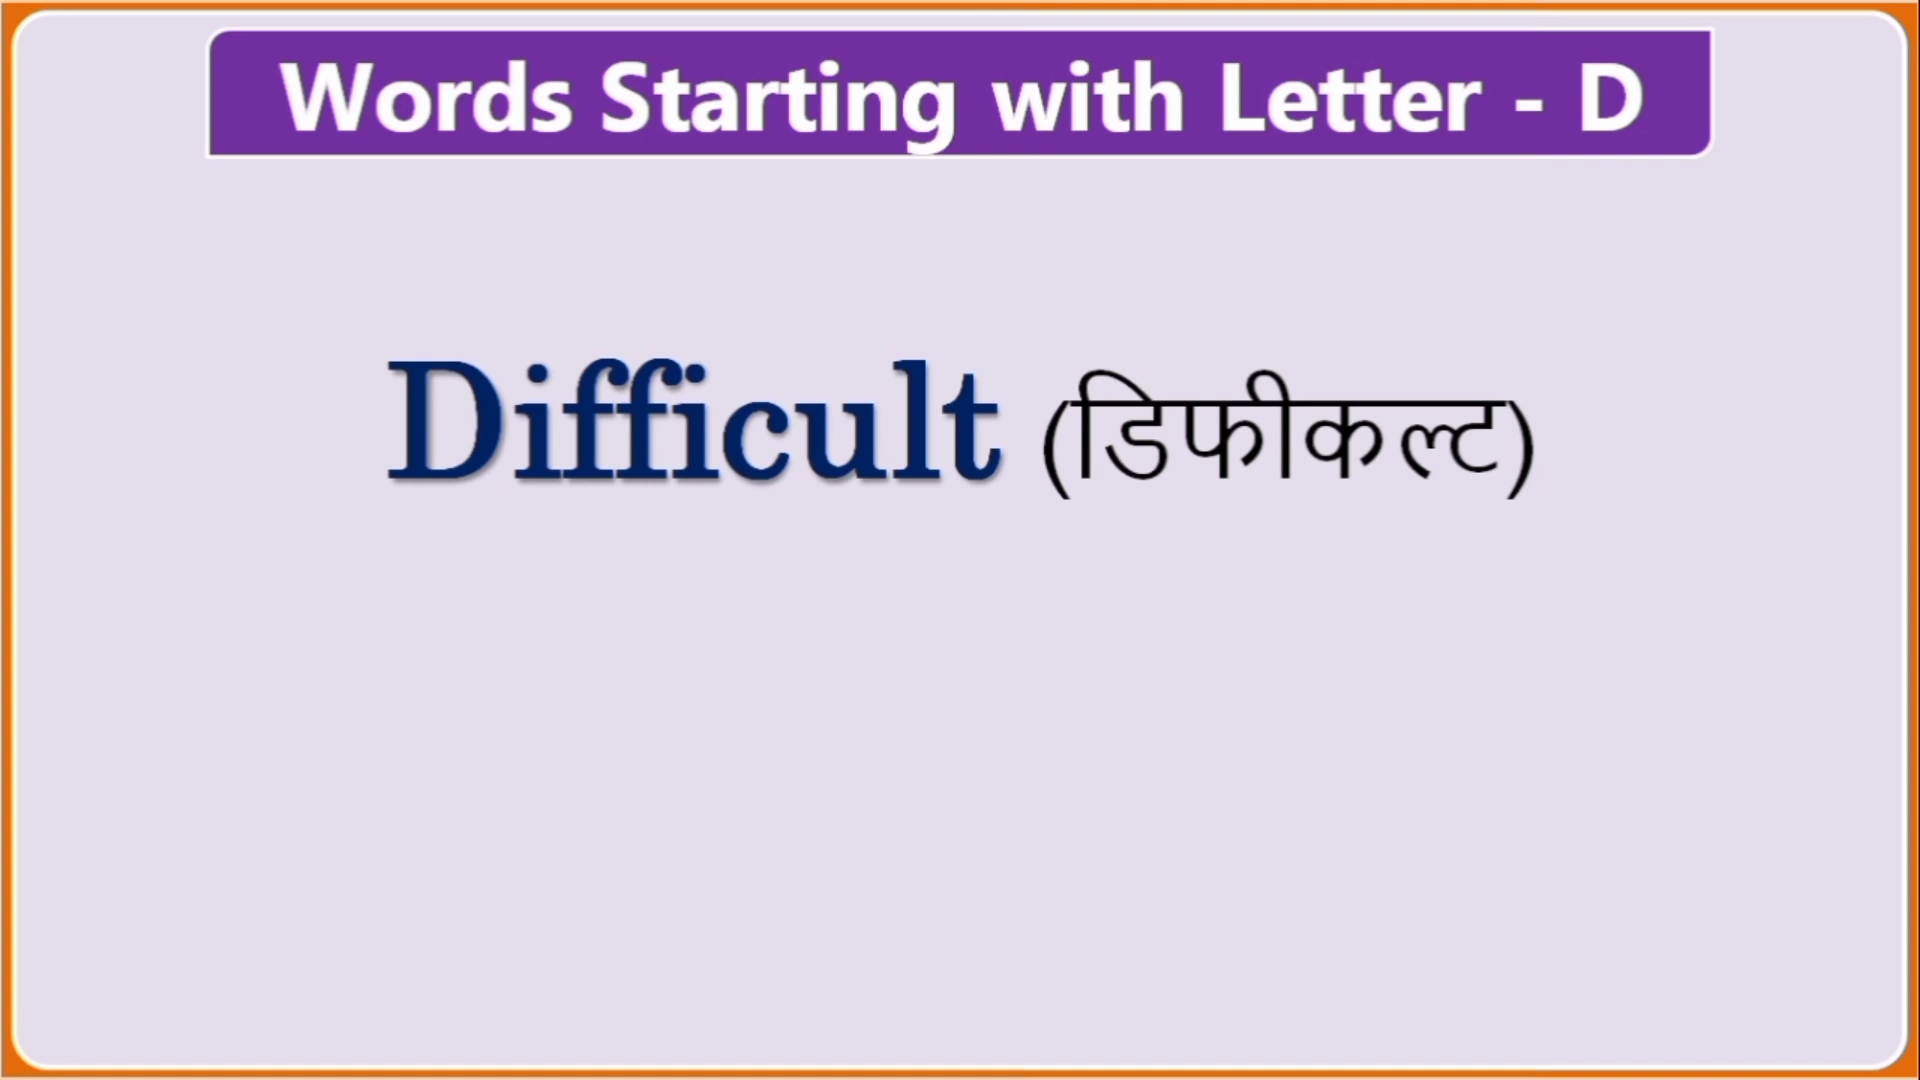 Words Starting with Letter - D
Difficult (डिफीकल्ट)